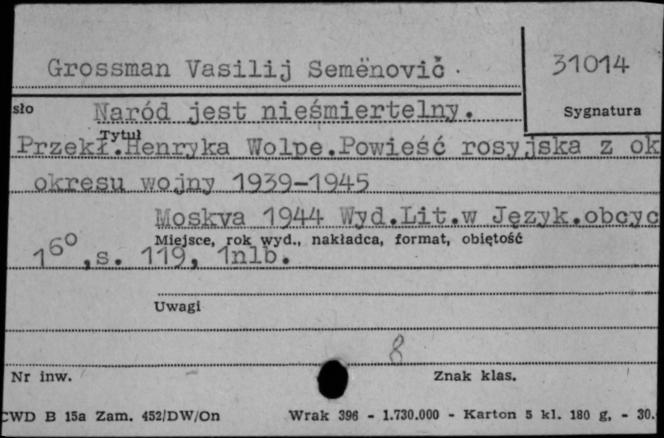 Grossman Vasilij Semënovič.
31014
sło
Naród jest nieśmiertelny.
Sygnatura
Tytuł
Przekł. Henryka Wolpe. Powieść rosyjska z ok
okresu wojny 1939-1945
Moskva 1944 Wyd.Lit.w Język.obcyc
Miejsce, rok wyd., nakładca, format, objętość
16°, s. 119, 1nlb.
Uwagi
8
Nr inw.
Znak klas.
CWD B 15a Zam. 452/DW/On
Wrak 396 - 1.730.000 - Karton 5 kl. 180 g, - 30.